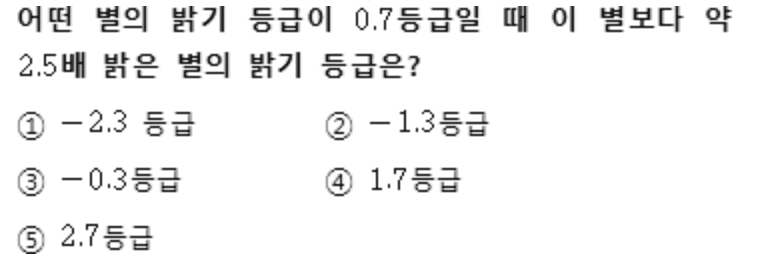 어떤 별의 밝기 등급이 0.7등급일 때 이 별보다 약
2.5배 밝은 별의 밝기 등급은?
① －2.3 등급 ② －1.3등급
③ －0.3등급 ④ 1.7등급
⑤ 2.7등급